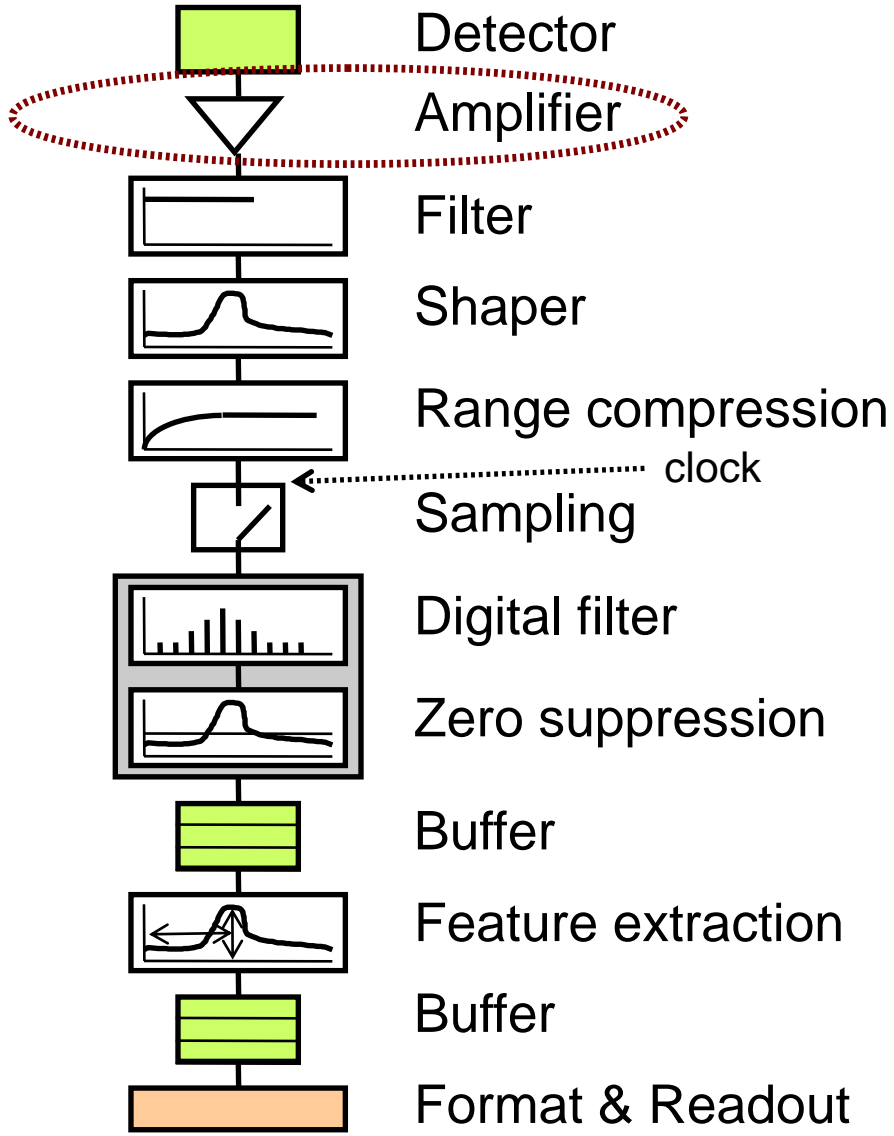 Detector
Amplifier
Filter
Shaper
Range compression
clock
Sampling
Digital filter
Zero suppression
Buffer
Feature extraction
Buffer
Format & Readout